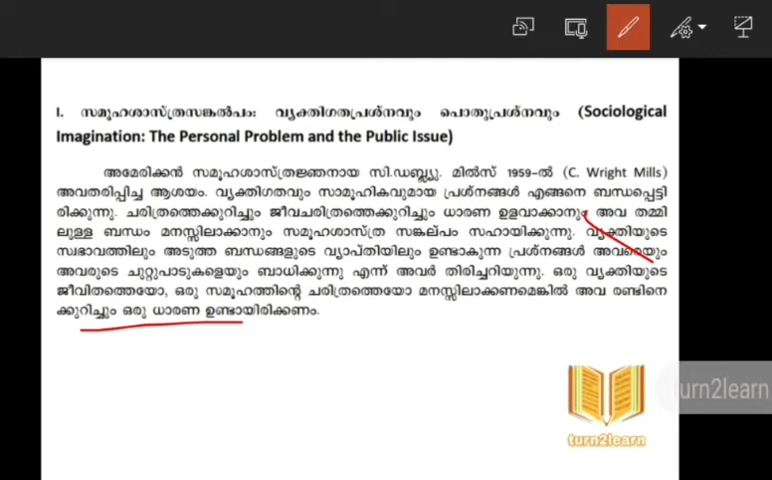 I. സമൂഹശാസ്ത്രസങ്കൽപം: വ്യക്തിഗതപ്രശ്നവും പൊതുപ്രശ്നവും (Sociological
Imagination: The Personal Problem and the Public Issue)
അമേരിക്കൻ സമൂഹശാസ്ത്രജ്ഞനായ സി.ഡബ്ല്യു. മിൽസ് 1959-ൽ (C. Wright Mills)
അവതരിപ്പിച്ച ആശയം. വ്യക്തിഗതവും സാമൂഹികവുമായ പ്രശ്നങ്ങൾ എങ്ങനെ ബന്ധപ്പെട്ടി
രിക്കുന്നു. ചരിത്രത്തെക്കുറിച്ചും ജീവചരിത്രത്തെക്കുറിച്ചും ധാരണ ഉളവാക്കാനും അവ തമ്മി
ലുള്ള ബന്ധം മനസ്സിലാക്കാനും സമൂഹശാസ്ത്ര സങ്കല്പം സഹായിക്കുന്നു. വ്യക്തിയുടെ
സ്വഭാവത്തിലും അടുത്ത ബന്ധങ്ങളുടെ വ്യാപ്തിയിലും ഉണ്ടാകുന്ന പ്രശ്നങ്ങൾ അവരെയും
അവരുടെ ചുറ്റുപാടുകളെയും ബാധിക്കുന്നു എന്ന് അവർ തിരിച്ചറിയുന്നു. ഒരു വ്യക്തിയുടെ
ജീവിതത്തെയോ, ഒരു സമൂഹത്തിന്റെ ചരിത്രത്തെയോ മനസ്സിലാക്കണമെങ്കിൽ അവ രണ്ടിനെ
ക്കുറിച്ചും ഒരു ധാരണ ഉണ്ടായിരിക്കണം.
turn2learn
turn2learn